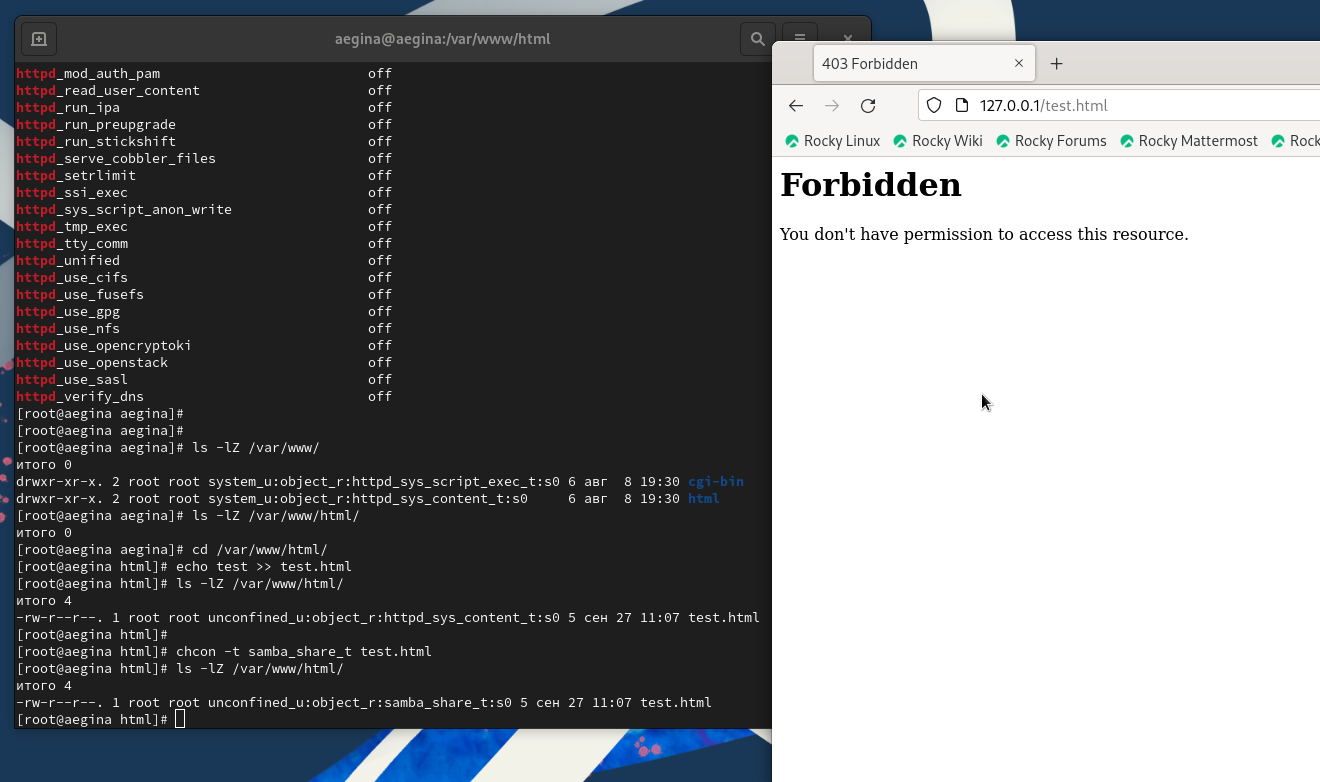 aegina@aegina:/var/www/html
httpd_mod_auth_pam off
httpd_read_user_content off
httpd_run_ipa off
httpd_run_preupgrade off
httpd_run_stickshift off
httpd_serve_cobbler_files off
httpd_setrlimit off
httpd_ssi_exec off
httpd_sys_script_anon_write off
httpd_tmp_exec off
httpd_tty_comm off
httpd_unified off
httpd_use_cifs off
httpd_use_fusefs off
httpd_use_gpg off
httpd_use_nfs off
httpd_use_opencryptoki off
httpd_use_openstack off
httpd_use_sasl off
httpd_verify_dns off
[root@aegina aegina]#
[root@aegina aegina]#
[root@aegina aegina]# ls -lZ /var/www/
итого 0
drwxr-xr-x. 2 root root system_u:object_r:httpd_sys_script_exec_t:s0 6 авг  8 19:30 cgi-bin
drwxr-xr-x. 2 root root system_u:object_r:httpd_sys_content_t:s0     6 авг  8 19:30 html
[root@aegina aegina]# ls -lZ /var/www/html/
итого 0
[root@aegina aegina]# cd /var/www/html/
[root@aegina html]# echo test >> test.html
[root@aegina html]# ls -lZ /var/www/html/
итого 4
-rw-r--r--. 1 root root unconfined_u:object_r:httpd_sys_content_t:s0 5 сен 27 11:07 test.html
[root@aegina html]#
[root@aegina html]# chcon -t samba_share_t test.html
[root@aegina html]# ls -lZ /var/www/html/
итого 4
-rw-r--r--. 1 root root unconfined_u:object_r:samba_share_t:s0 5 сен 27 11:07 test.html
[root@aegina html]#
403 Forbidden
127.0.0.1/test.html
Rocky Linux Rocky Wiki Rocky Forums Rocky Mattermost Rock
Forbidden
You don't have permission to access this resource.